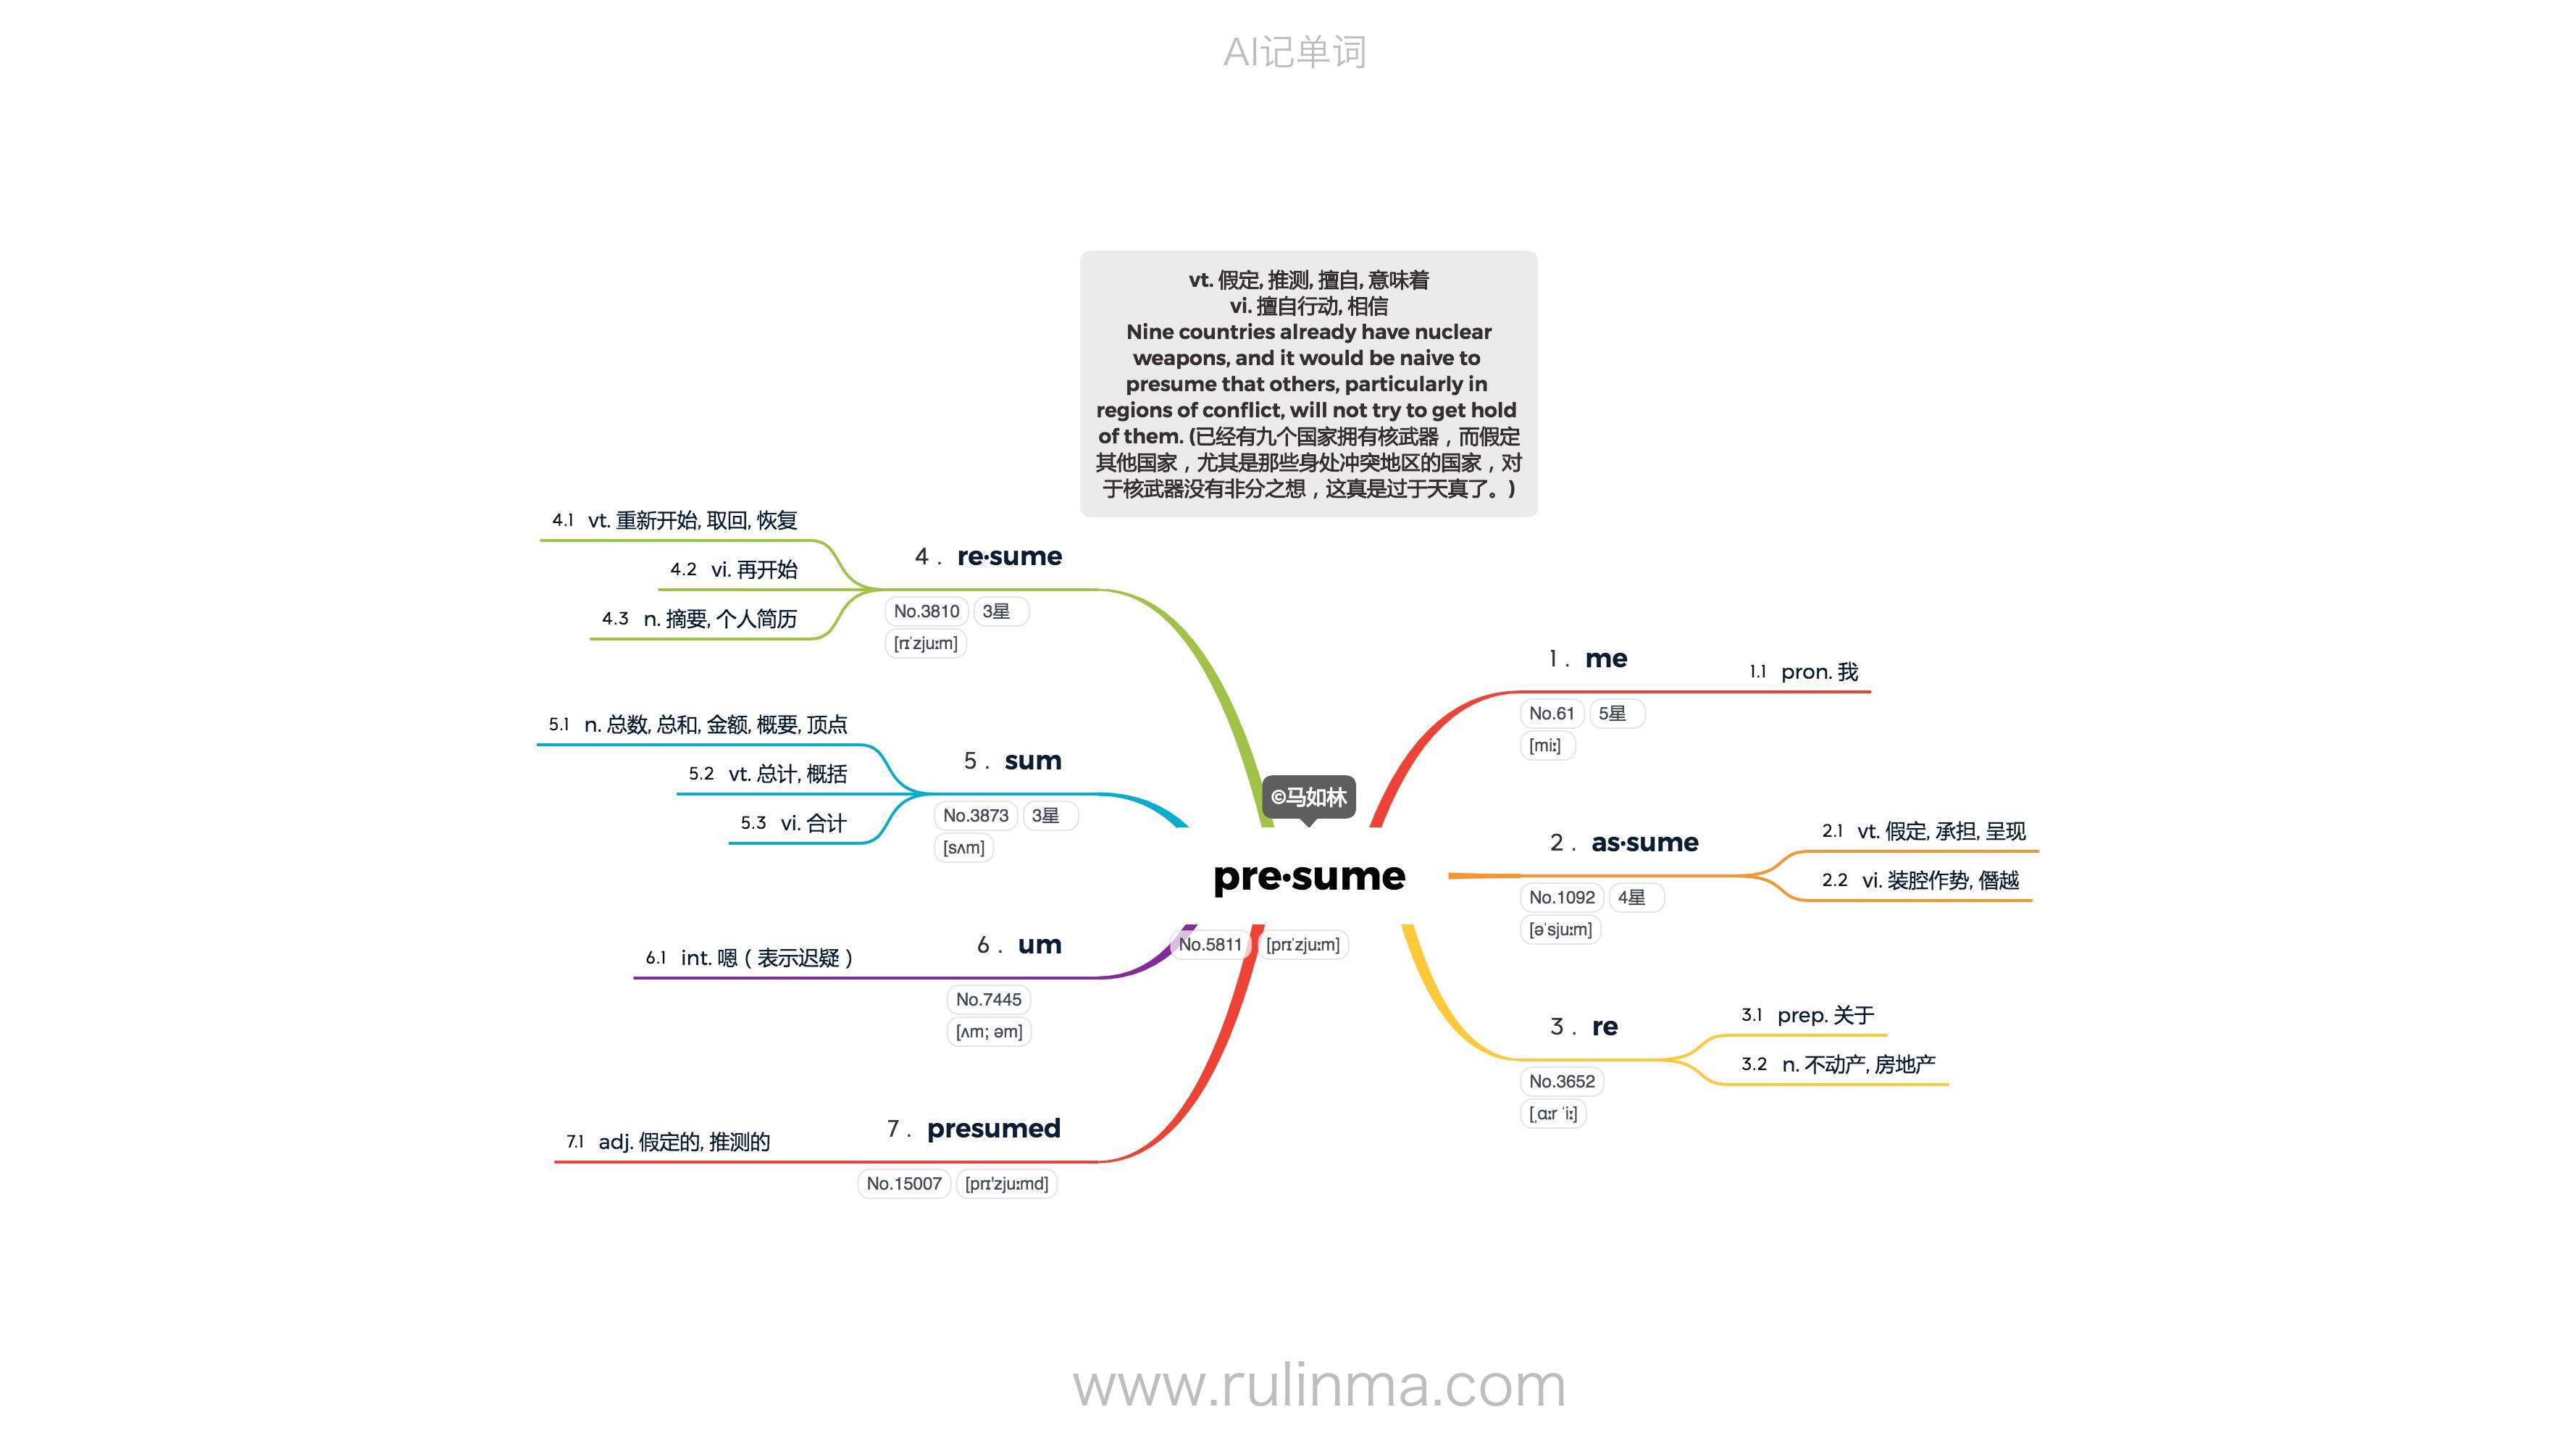 AI记单词
vt. 假定, 推测, 擅自, 意味着
vi. 擅自行动, 相信
Nine countries already have nuclear
weapons, and it would be naive to
presume that others, particularly in
regions of conflict, will not try to get hold
of them. (已经有九个国家拥有核武器，而假定
其他国家，尤其是那些身处冲突地区的国家，对
于核武器没有非分之想，这真是过于天真了。)
©马如林
pre·sume
No.5811 [prɪˈzjuːm]
1. me
No.61 5星
[miː]
1.1 pron. 我
2. as·sume
No.1092 4星
[əˈsjuːm]
2.1 vt. 假定, 承担, 呈现
2.2 vi. 装腔作势, 僭越
3. re
No.3652
[ˌɑːr ˈiː]
3.1 prep. 关于
3.2 n. 不动产, 房地产
4. re·sume
No.3810 3星
[rɪˈzjuːm]
4.1 vt. 重新开始, 取回, 恢复
4.2 vi. 再开始
4.3 n. 摘要, 个人简历
5. sum
No.3873 3星
[sʌm]
5.1 n. 总数, 总和, 金额, 概要, 顶点
5.2 vt. 总计, 概括
5.3 vi. 合计
6. um
No.7445
[ʌm; əm]
6.1 int. 嗯（表示迟疑）
7. presumed
No.15007 [prɪ'zjuːmd]
7.1 adj. 假定的, 推测的
www.rulinma.com